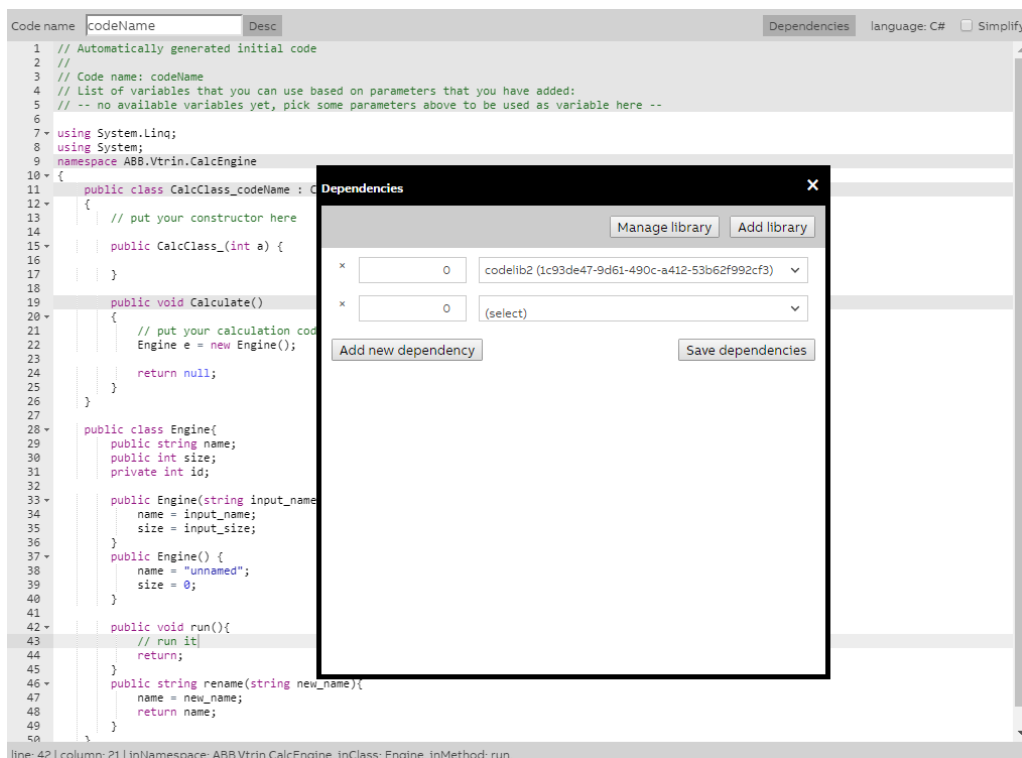 Code name codeName Desc Dependencies language: C# Simplify
1 // Automatically generated initial code
2 //
3 // Code name: codeName
4 // List of variables that you can use based on parameters that you have added:
5 // -- no available variables yet, pick some parameters above to be used as variable here --
6
7 using System.Linq;
8 using System;
9 namespace ABB.Vtrin.CalcEngine
10 {
11 public class CalcClass_codeName : C
12 {
13 // put your constructor here
14
15 public CalcClass_(int a) {
16
17 }
18
19 public void Calculate()
20 {
21 // put your calculation cod
22 Engine e = new Engine();
23
24 return null;
25 }
26 }
27
28 public class Engine{
29 public string name;
30 public int size;
31 private int id;
32
33 public Engine(string input_name
34 name = input_name;
35 size = input_size;
36 }
37 public Engine() {
38 name = "unnamed";
39 size = 0;
40 }
41
42 public void run(){
43 // run it
44 return;
45 }
46 public string rename(string new_name){
47 name = new_name;
48 return name;
49 }
50 }
line: 42 | column: 21 | inNamespace: ABB.Vtrin.CalcEngine, inClass: Engine, inMethod: run
Dependencies ×
Manage library Add library
× 0 codelib2 (1c93de47-9d61-490c-a412-53b62f992cf3)
× 0 (select)
Add new dependency Save dependencies